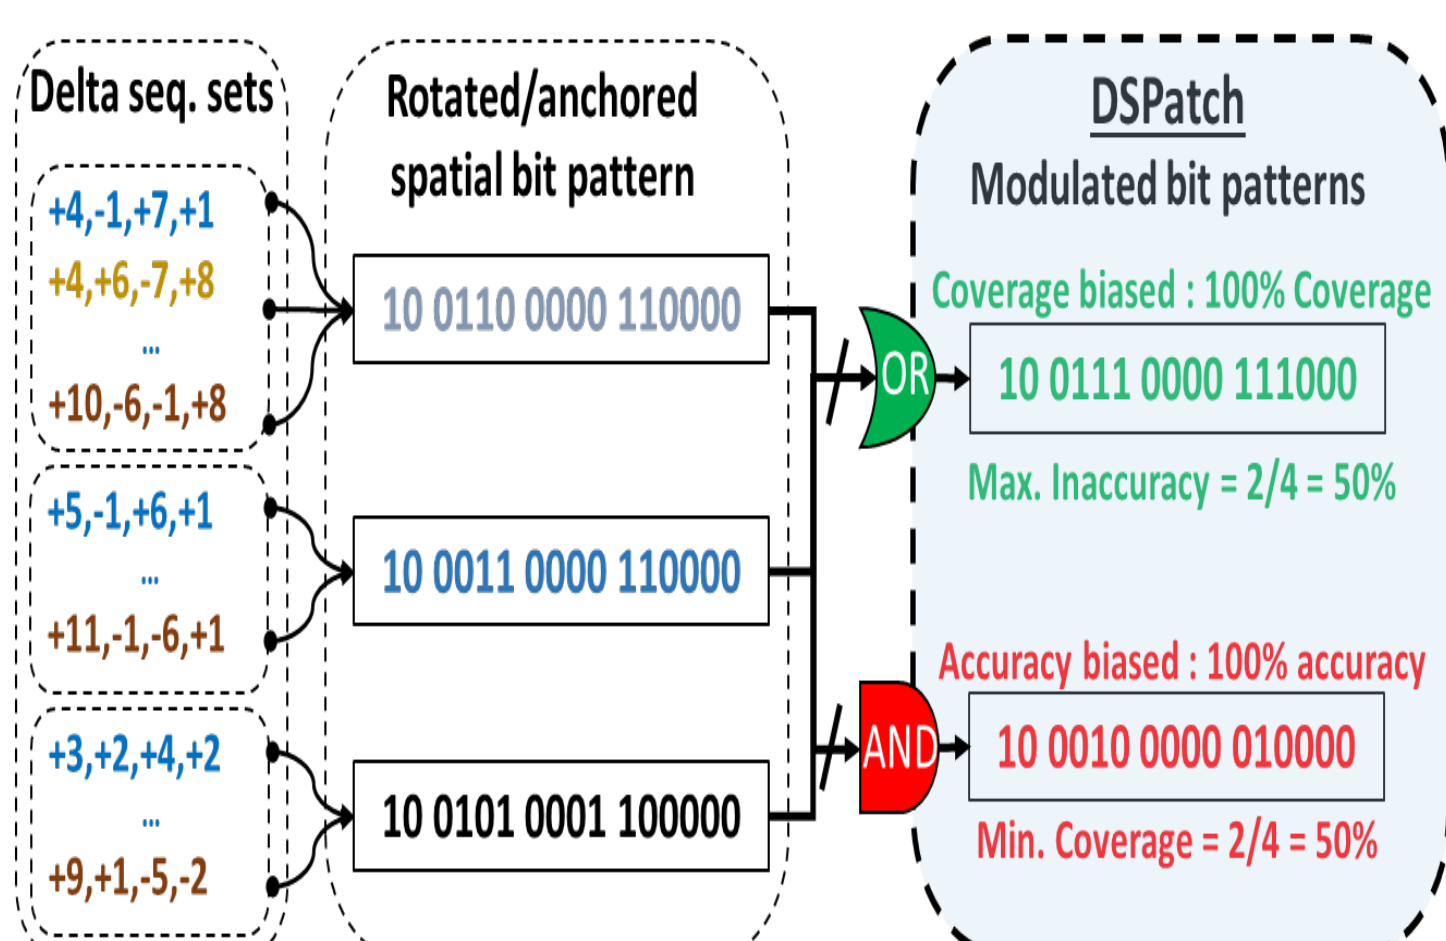 Delta seq. sets
+4,-1,+7,+1
+4,+6,-7,+8
...
+10,-6,-1,+8
+5,-1,+6,+1
...
+11,-1,-6,+1
+3,+2,+4,+2
...
+9,+1,-5,-2
Rotated/anchored
spatial bit pattern
10 0110 0000 110000
10 0011 0000 110000
10 0101 0001 100000
OR
AND
DSPatch
Modulated bit patterns
Coverage biased : 100% Coverage
10 0111 0000 111000
Max. Inaccuracy = 2/4 = 50%
Accuracy biased : 100% accuracy
10 0010 0000 010000
Min. Coverage = 2/4 = 50%